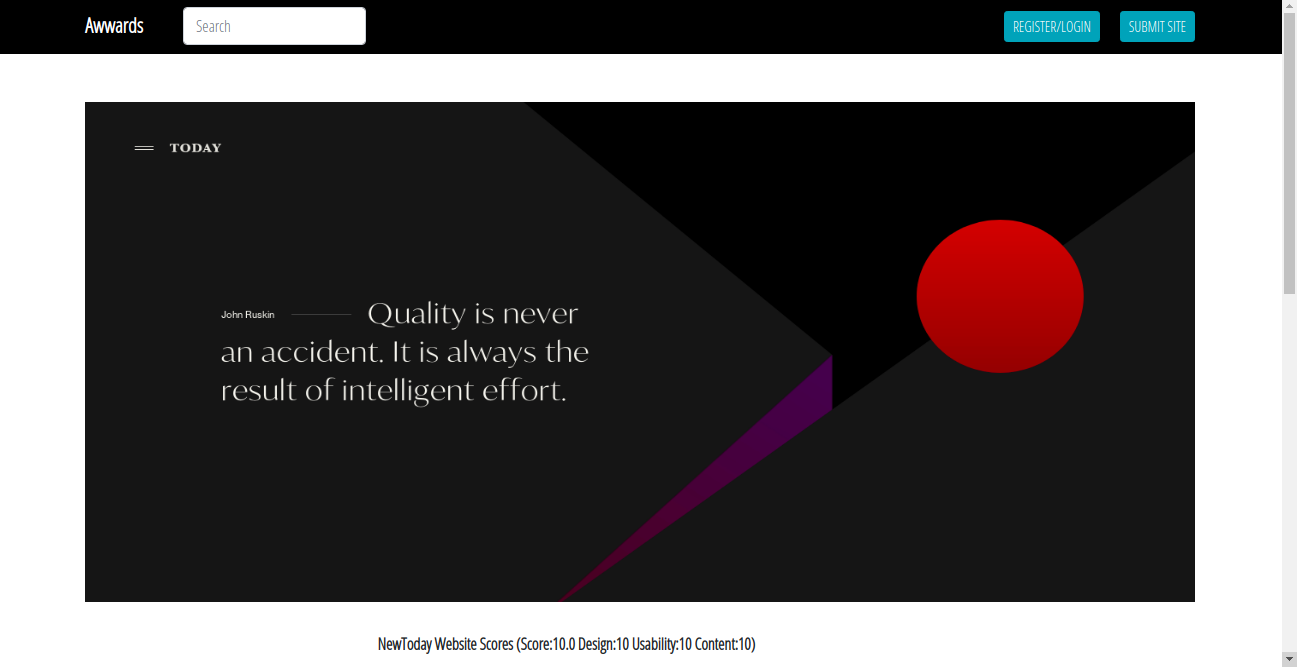 Awwards
Search
REGISTER/LOGIN
SUBMIT SITE
TODAY
John Ruskin
Quality is never
an accident. It is always the
result of intelligent effort.
NewToday Website Scores (Score:10.0 Design:10 Usability:10 Content:10)